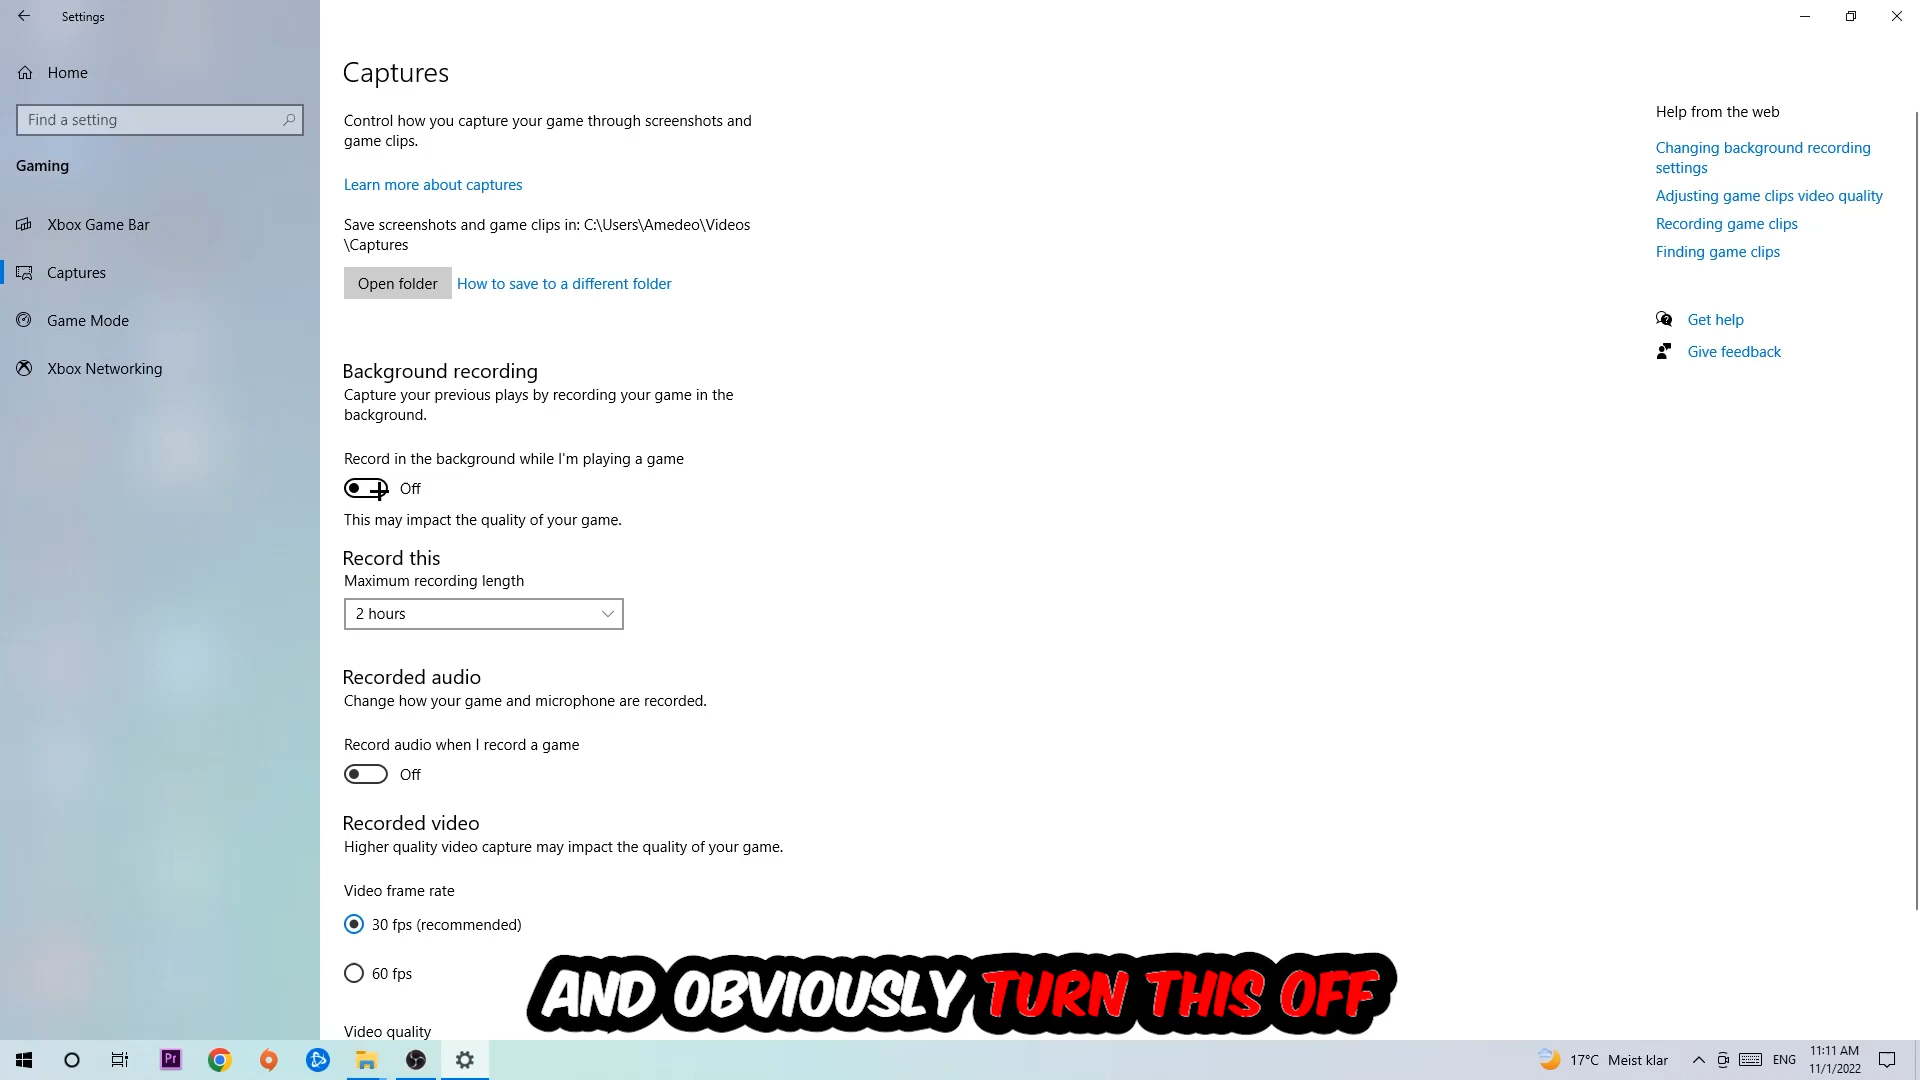 Settings
Home
Find a setting
Gaming
Xbox Game Bar
Captures
Game Mode
Xbox Networking
Captures
Control how you capture your game through screenshots and
game clips.
Learn more about captures
Save screenshots and game clips in: C:\Users\Amedeo\Videos
\Captures
Open folder
How to save to a different folder
Background recording
Capture your previous plays by recording your game in the
background.
Record in the background while I'm playing a game
Off
This may impact the quality of your game.
Record this
Maximum recording length
2 hours
Recorded audio
Change how your game and microphone are recorded.
Record audio when I record a game
Off
Recorded video
Higher quality video capture may impact the quality of your game.
Video frame rate
30 fps (recommended)
60 fps
Video quality
Help from the web
Changing background recording
settings
Adjusting game clips video quality
Recording game clips
Finding game clips
Get help
Give feedback
AND OBVIOUSLY TURN THIS OFF
Pr
17°C Meist klar
ENG
11:11 AM
11/1/2022